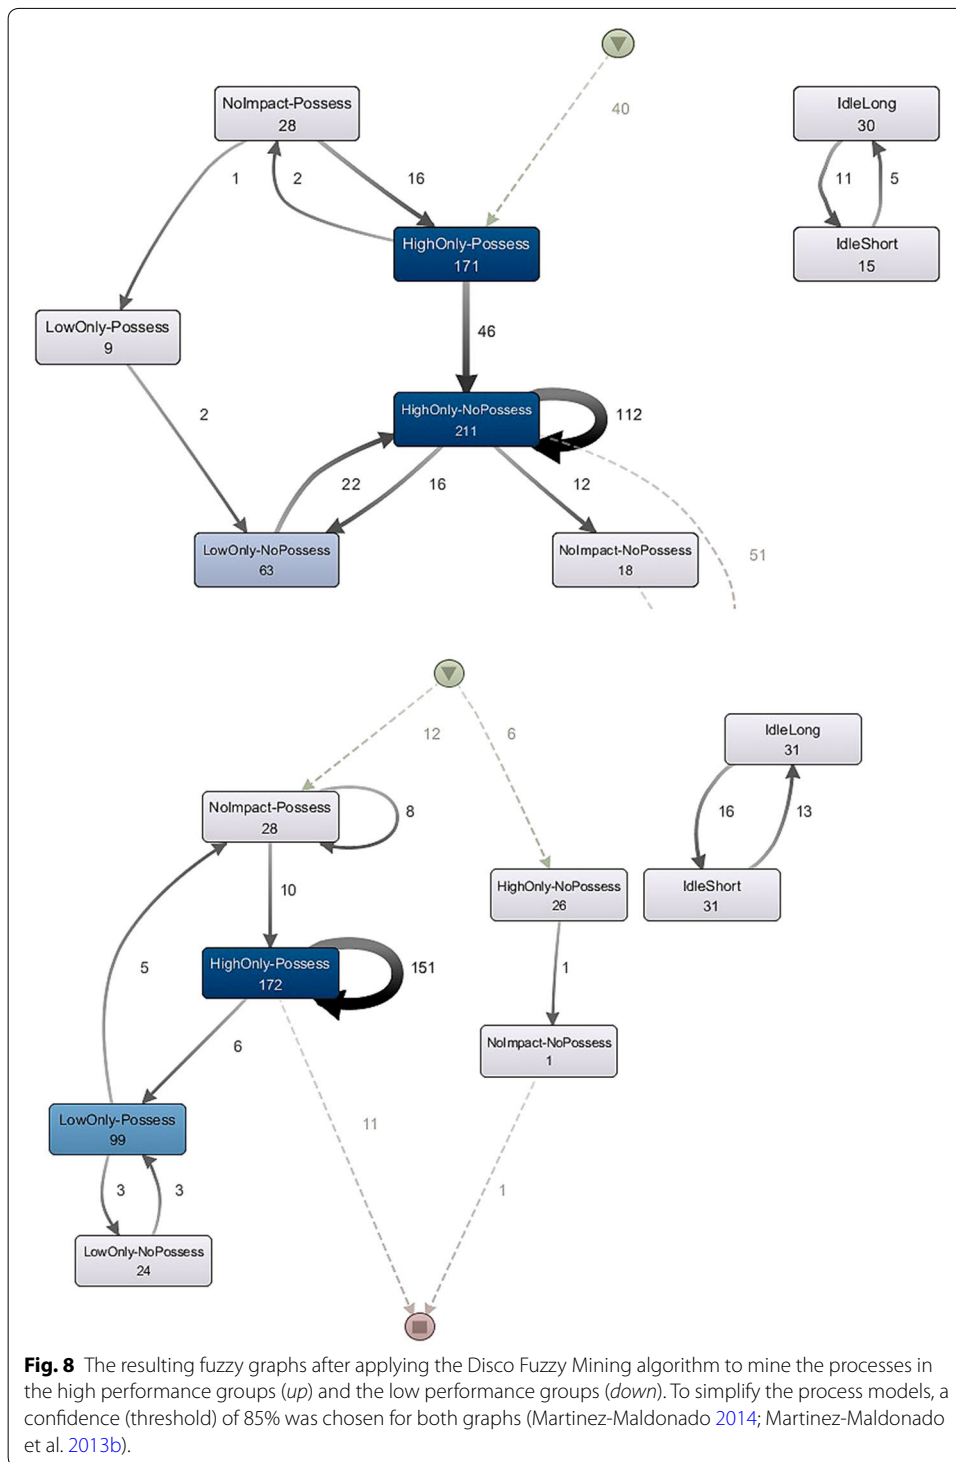 40
NoImpact-Possess
28
IdleLong
30
1
2
16
11
5
HighOnly-Possess
171
IdleShort
15
LowOnly-Possess
9
46
HighOnly-NoPossess
211
112
2
22
16
12
LowOnly-NoPossess
63
NoImpact-NoPossess
18
51
12
6
IdleLong
31
NoImpact-Possess
28
8
16
13
HighOnly-NoPossess
26
IdleShort
31
10
5
HighOnly-Possess
172
151
1
6
NoImpact-NoPossess
1
LowOnly-Possess
99
11
3
3
1
LowOnly-NoPossess
24
Fig. 8 The resulting fuzzy graphs after applying the Disco Fuzzy Mining algorithm to mine the processes in
the high performance groups (up) and the low performance groups (down). To simplify the process models, a
confidence (threshold) of 85% was chosen for both graphs (Martinez-Maldonado 2014; Martinez-Maldonado
et al. 2013b).